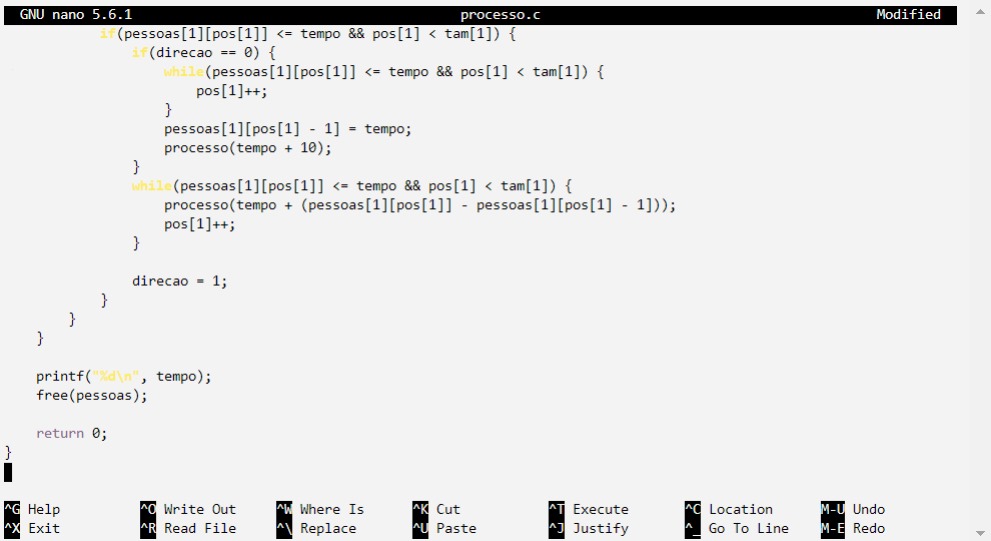 GNU nano 5.6.1 processo.c Modified
if(pessoas[1][pos[1]] <= tempo && pos[1] < tam[1]) {
if(direcao == 0) {
while(pessoas[1][pos[1]] <= tempo && pos[1] < tam[1]) {
pos[1]++;
}
pessoas[1][pos[1] - 1] = tempo;
processo(tempo + 10);
}
while(pessoas[1][pos[1]] <= tempo && pos[1] < tam[1]) {
processo(tempo + (pessoas[1][pos[1]] - pessoas[1][pos[1] - 1]));
pos[1]++;
}
direcao = 1;
}
}
}
printf("%d\n", tempo);
free(pessoas);
return 0;
}
^G Help ^O Write Out ^W Where Is ^K Cut ^T Execute ^C Location M-U Undo
^X Exit ^R Read File ^\ Replace ^U Paste ^J Justify ^_ Go To Line M-E Redo